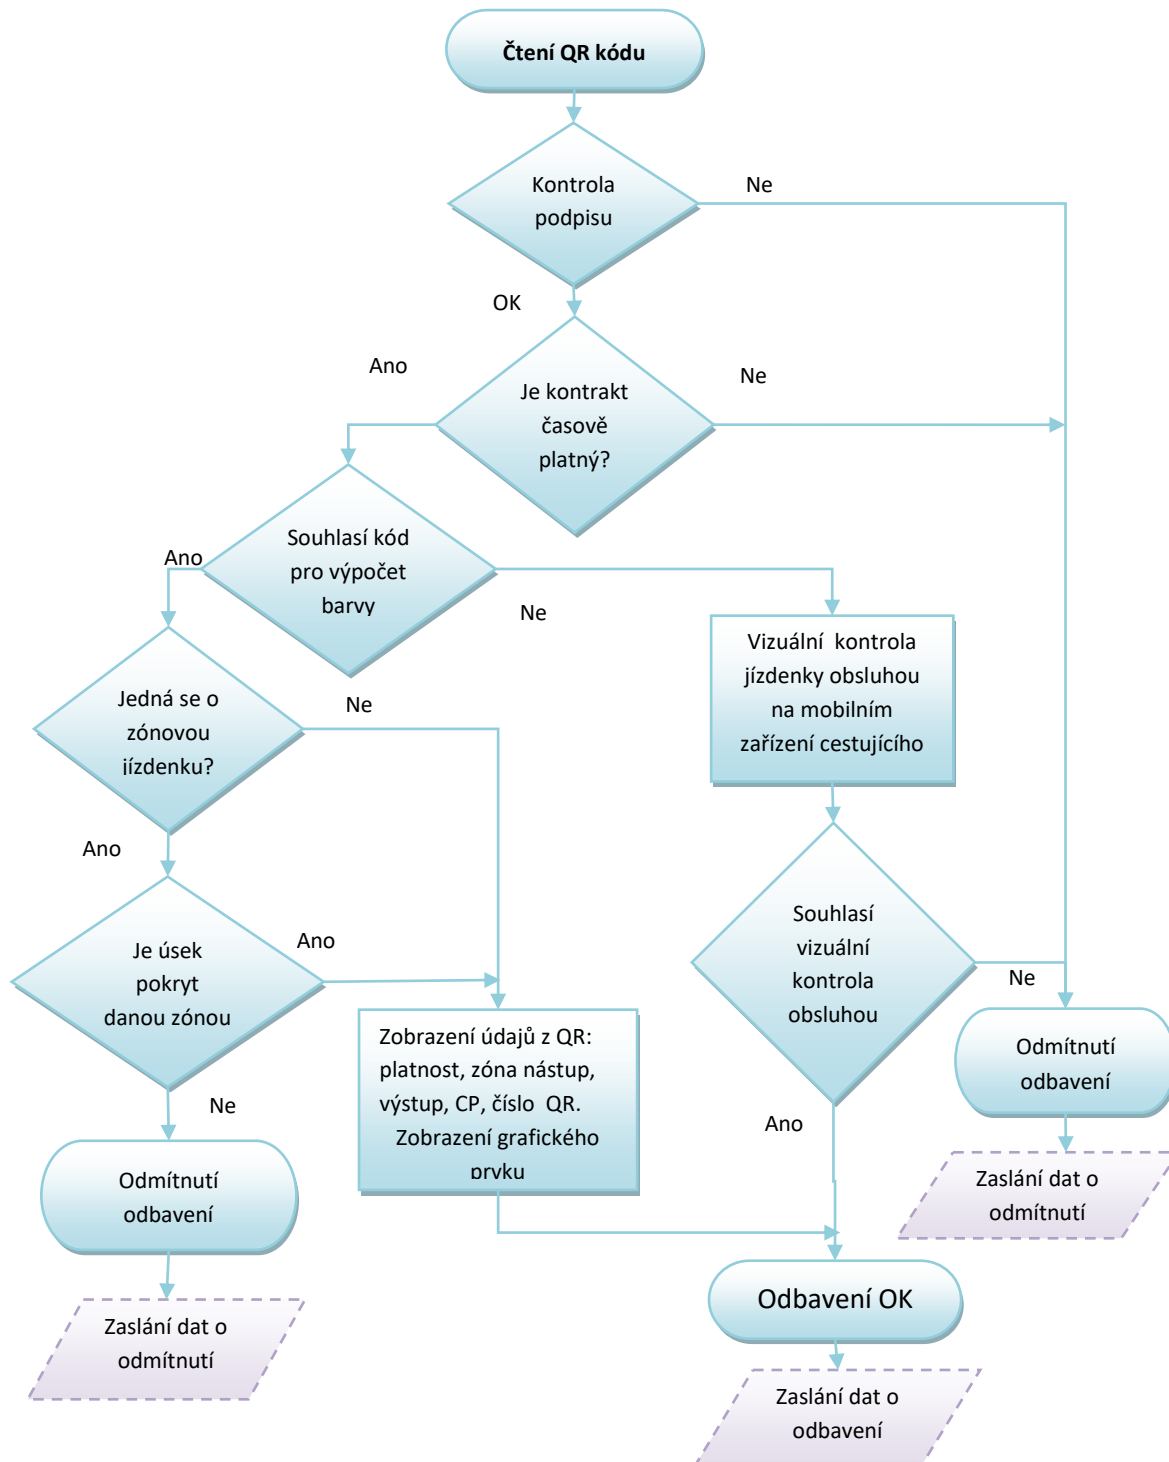 Čtení QR kódu
Kontrola
podpisu
Ne
OK
Je kontrakt
časově
platný?
Ano
Ne
Souhlasí kód
pro výpočet
barvy
Ano
Ne
Vizuální kontrola
jízdenky obsluhou
na mobilním
zařízení cestujícího
Jedná se o
zónovou
jízdenku?
Ne
Ano
Souhlasí
vizuální
kontrola
obsluhou
Ne
Ano
Je úsek
pokryt
danou zónou
Ano
Ne
Zobrazení údajů z QR:
platnost, zóna nástup,
výstup, CP, číslo QR.
Zobrazení grafického
prvku
Odmítnutí
odbavení
Zaslání dat o
odmítnutí
Odmítnutí
odbavení
Zaslání dat o
odmítnutí
Odbavení OK
Zaslání dat o
odbavení